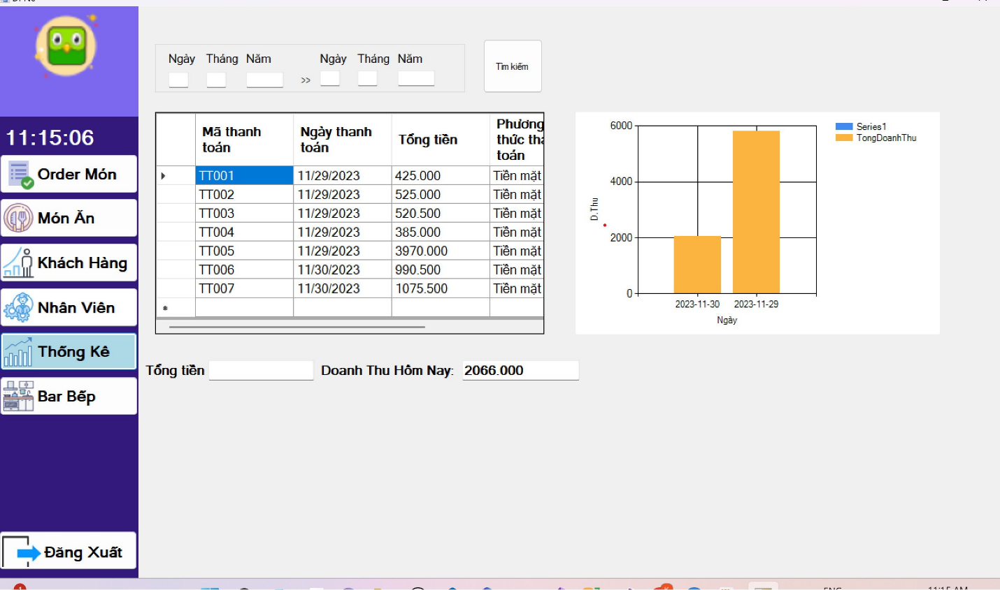 11:15:06
Order Món
Món Ăn
Khách Hàng
Nhân Viên
Thống Kê
Bar Bếp
Đăng Xuất
Ngày Tháng Năm Ngày Tháng Năm
>>
Tìm kiếm
Mã thanh toán Ngày thanh toán Tổng tiền Phương thức toán
TT001 11/29/2023 425.000 Tiền mặt
TT002 11/29/2023 525.000 Tiền mặt
TT003 11/29/2023 520.500 Tiền mặt
TT004 11/29/2023 385.000 Tiền mặt
TT005 11/29/2023 3970.000 Tiền mặt
TT006 11/30/2023 990.500 Tiền mặt
TT007 11/30/2023 1075.500 Tiền mặt
Tổng tiền Doanh Thu Hôm Nay: 2066.000
6000
4000
2000
0
D.Thu
2023-11-30 2023-11-29
Ngày
Series1
TongDoanhThu
11:15 AM